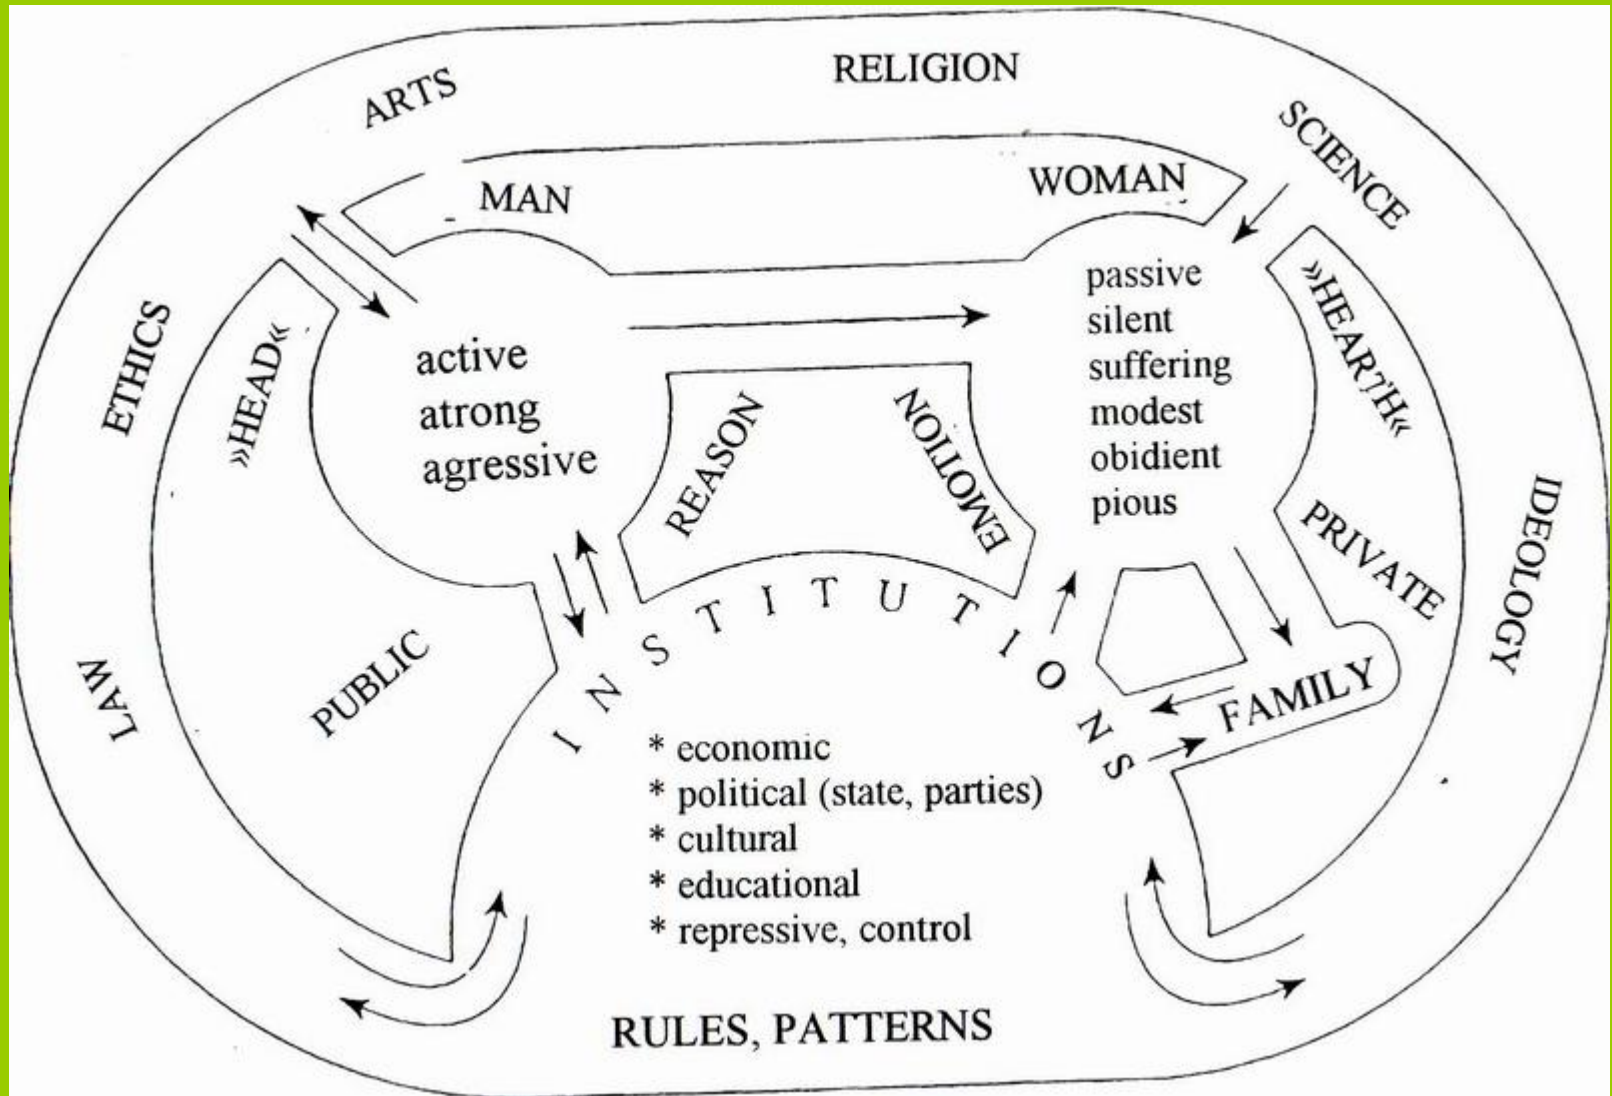 RELIGION
ARTS
SCIENCE
MAN
WOMAN
ETHICS
»HEAD«
»HEARTH«
active
atrong
agressive
passive
silent
suffering
modest
obidient
pious
REASON
EMOTION
PRIVATE
IDEOLOGY
LAW
PUBLIC
INSTITUTIONS
FAMILY
* economic
* political (state, parties)
* cultural
* educational
* repressive, control
RULES, PATTERNS